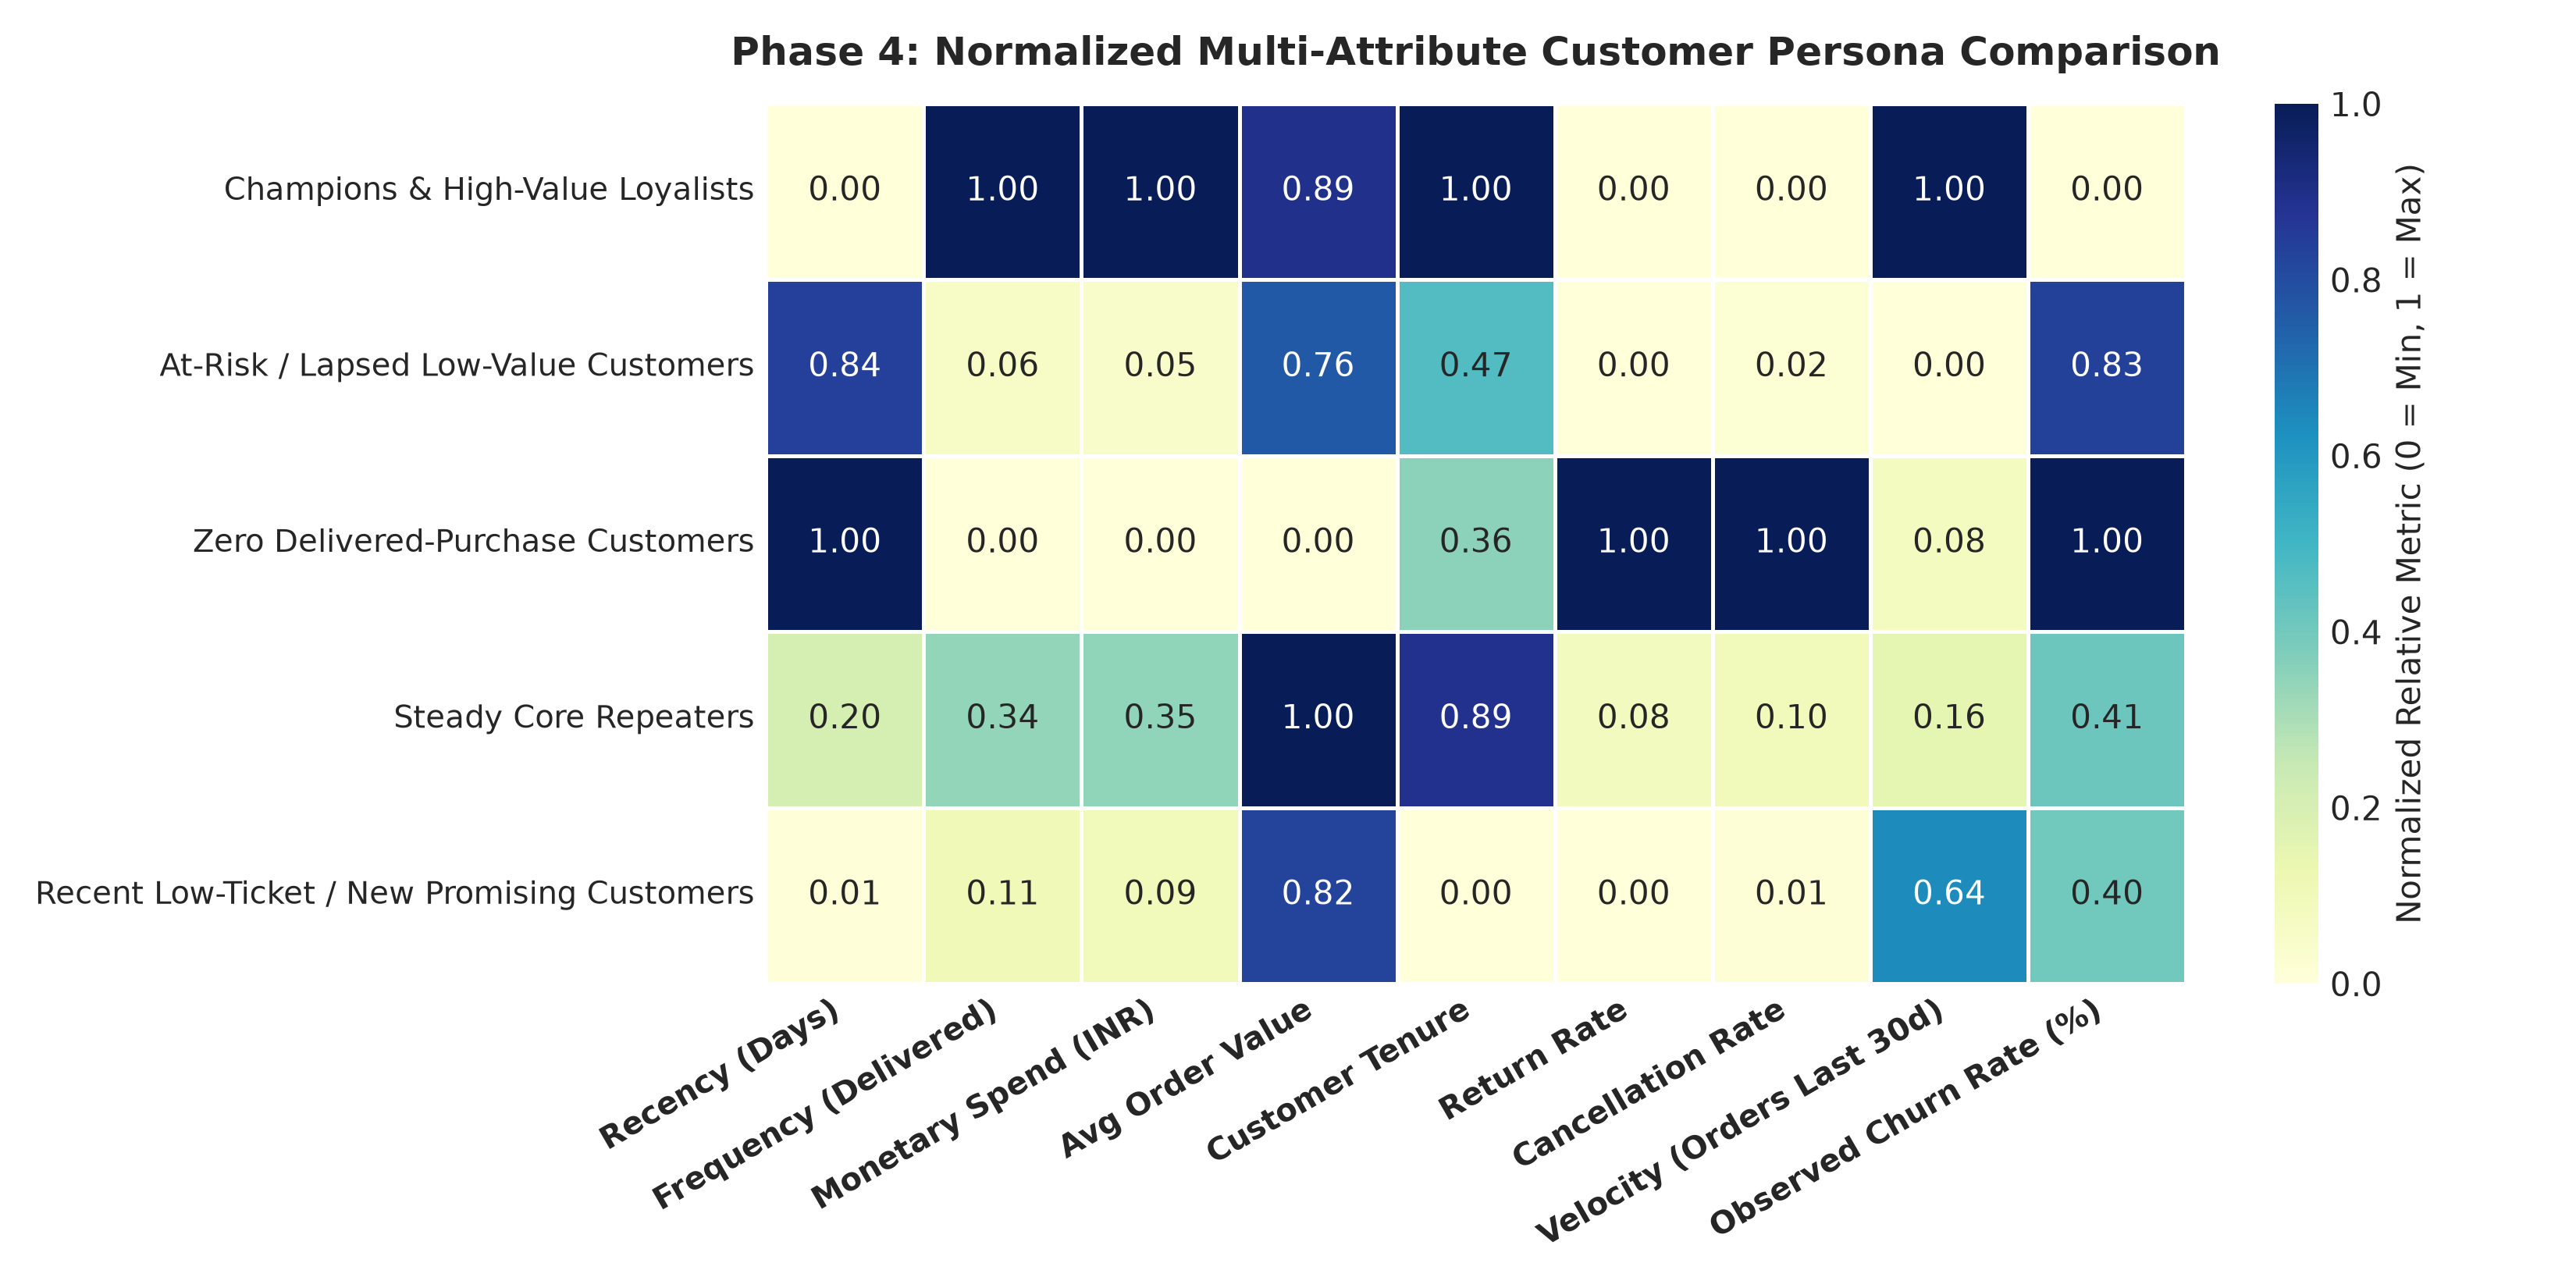 Phase 4: Normalized Multi-Attribute Customer Persona Comparison
Champions & High-Value Loyalists 0.00 1.00 1.00 0.89 1.00 0.00 0.00 1.00 0.00
At-Risk / Lapsed Low-Value Customers 0.84 0.06 0.05 0.76 0.47 0.00 0.02 0.00 0.83
Zero Delivered-Purchase Customers 1.00 0.00 0.00 0.00 0.36 1.00 1.00 0.08 1.00
Steady Core Repeaters 0.20 0.34 0.35 1.00 0.89 0.08 0.10 0.16 0.41
Recent Low-Ticket / New Promising Customers 0.01 0.11 0.09 0.82 0.00 0.00 0.01 0.64 0.40
Recency (Days)
Frequency (Delivered)
Monetary Spend (INR)
Avg Order Value
Customer Tenure
Return Rate
Cancellation Rate
Velocity (Orders Last 30d)
Observed Churn Rate (%)
1.0
0.8
0.6
0.4
0.2
0.0
Normalized Relative Metric (0 = Min, 1 = Max)